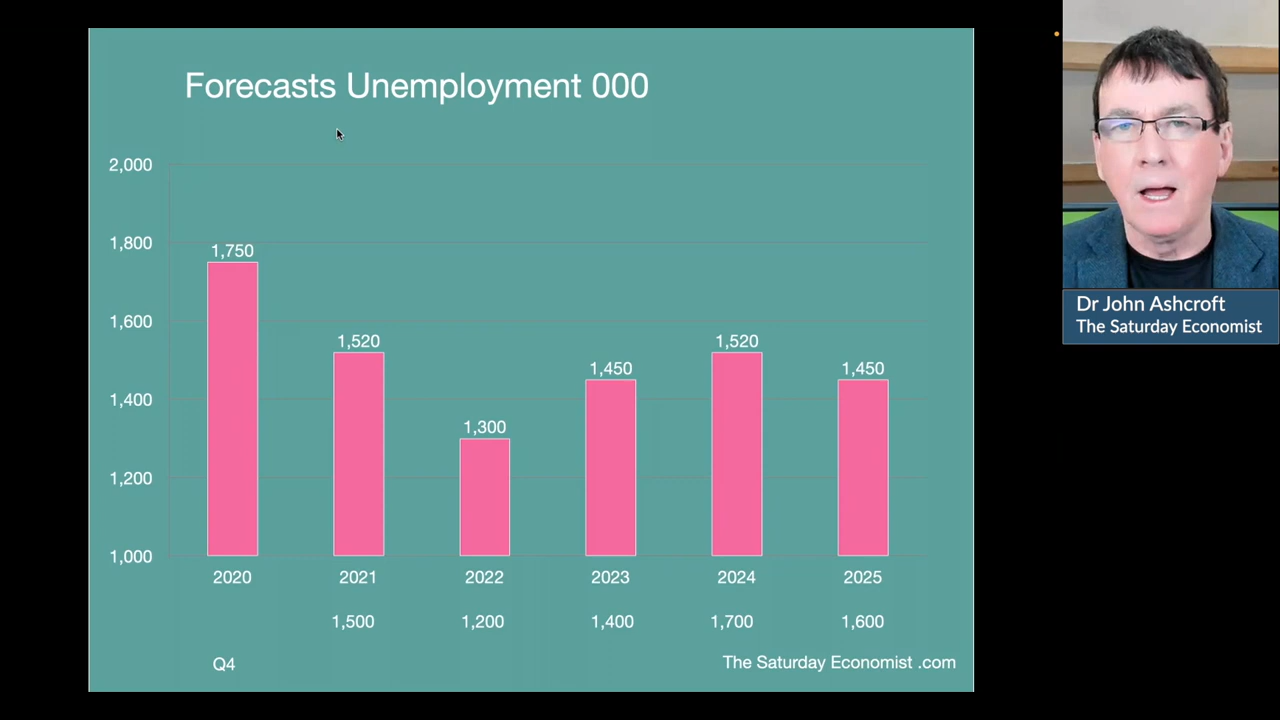 Forecasts Unemployment 000
2,000
1,800
1,600
1,400
1,200
1,000
1,750
1,520
1,300
1,450
1,520
1,450
2020 2021 2022 2023 2024 2025
1,500 1,200 1,400 1,700 1,600
Q4
The Saturday Economist .com
Dr John Ashcroft
The Saturday Economist